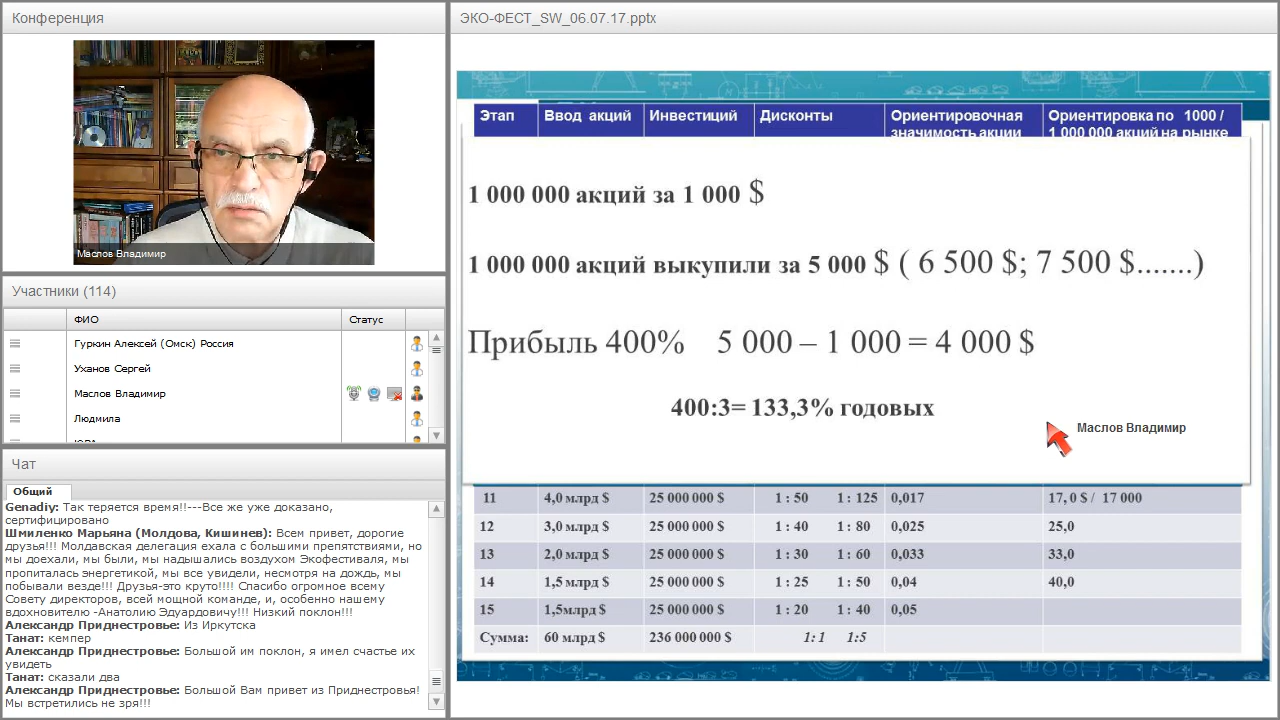 Конференция
Маслов Владимир
Участники (114)
ФИО
Статус
Гуркин Алексей (Омск) Россия
Уханов Сергей
Маслов Владимир
Людмила
Чат
Общий
Genadiy: Так теряется время!!---Все же уже доказано,
сертифицировано
Шмиленко Марьяна (Молдова, Кишинев): Всем привет, дорогие
друзья!!! Молдавская делегация ехала с большими препятствиями, но
мы доехали, мы были, мы надышались воздухом Экофестиваля, мы
пропиталась энергетикой, мы все увидели, несмотря на дождь, мы
побывали везде!!! Друзья-это круто!!!! Спасибо огромное всему
Совету директоров, всей мощной команде, и, особенно нашему
вдохновителю -Анатолию Эдуардовичу!!! Низкий поклон!!!
Александр Приднестровье: Из Иркутска
Танат: кемпер
Александр Приднестровье: Большой им поклон, я имел счастье их
увидеть
Танат: сказали два
Александр Приднестровье: Большой Вам привет из Приднестровья!
Мы встретились не зря!!!
ЭКО-ФЕСТ_SW_06.07.17.pptx
Этап Ввод акций Инвестиций Дисконты Ориентировочная Ориентировка по 1000 /
значимость акции 1 000 000 акций на рынке
1 000 000 акций за 1 000 $
1 000 000 акций выкупили за 5 000 $ ( 6 500 $; 7 500 $.......)
Прибыль 400% 5 000 – 1 000 = 4 000 $
400:3= 133,3% годовых
Маслов Владимир
11 4,0 млрд $ 25 000 000 $ 1 : 50 1 : 125 0,017 17, 0 $ / 17 000
12 3,0 млрд $ 25 000 000 $ 1 : 40 1 : 80 0,025 25,0
13 2,0 млрд $ 25 000 000 $ 1 : 30 1 : 60 0,033 33,0
14 1,5 млрд $ 25 000 000 $ 1 : 25 1 : 50 0,04 40,0
15 1,5млрд $ 25 000 000 $ 1 : 20 1 : 40 0,05
Сумма: 60 млрд $ 236 000 000 $ 1: 1 1:5